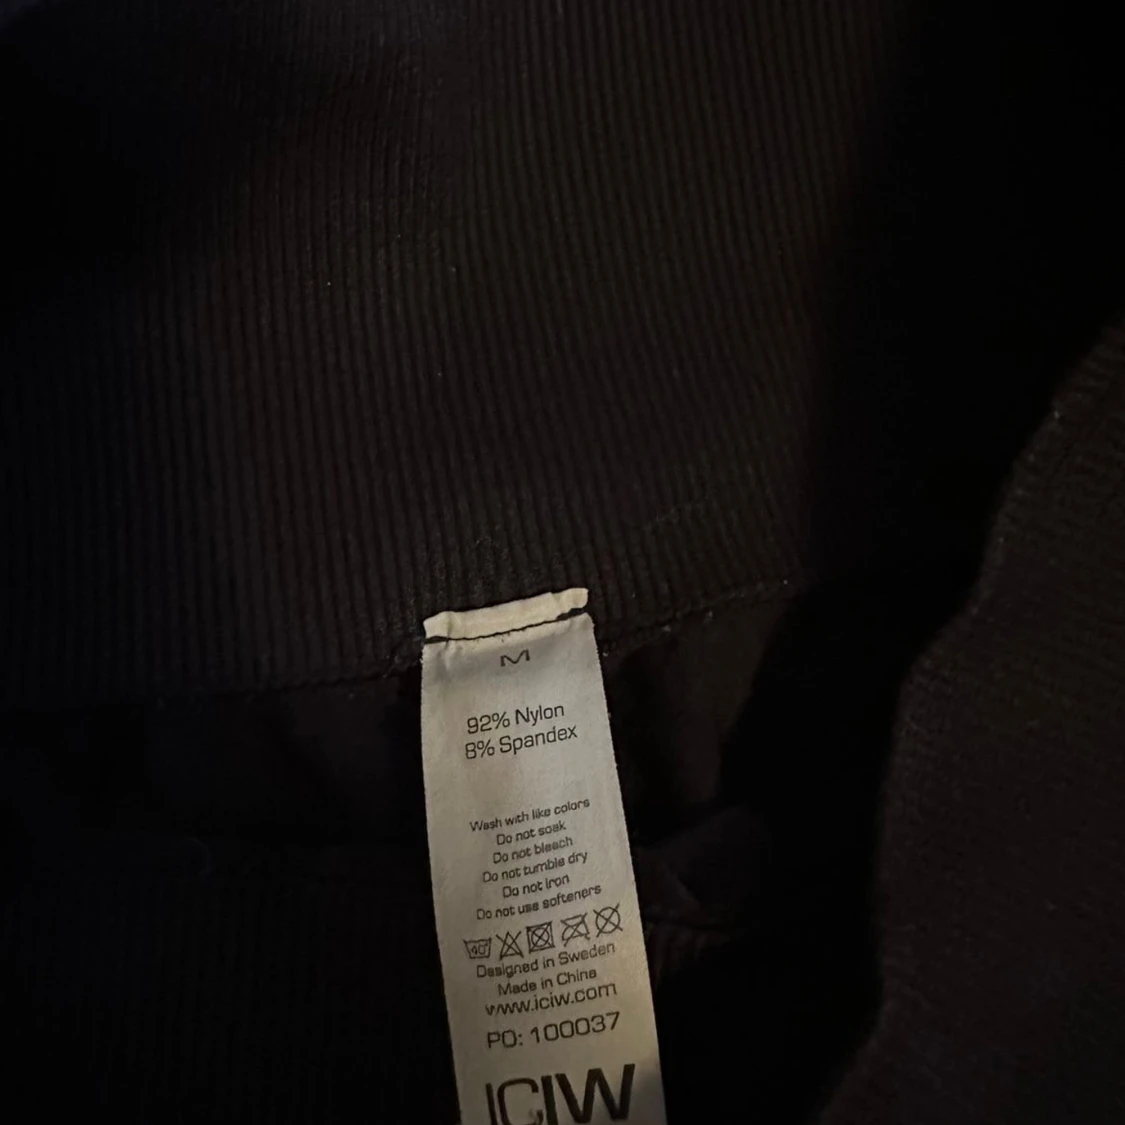 M
92% Nylon
8% Spandex
Wash with like colors
Do not soak
Do not bleach
Do not tumble dry
Do not iron
Do not use softeners
40°
Designed in Sweden
Made in China
www.iciw.com
PO: 100037
ICIW